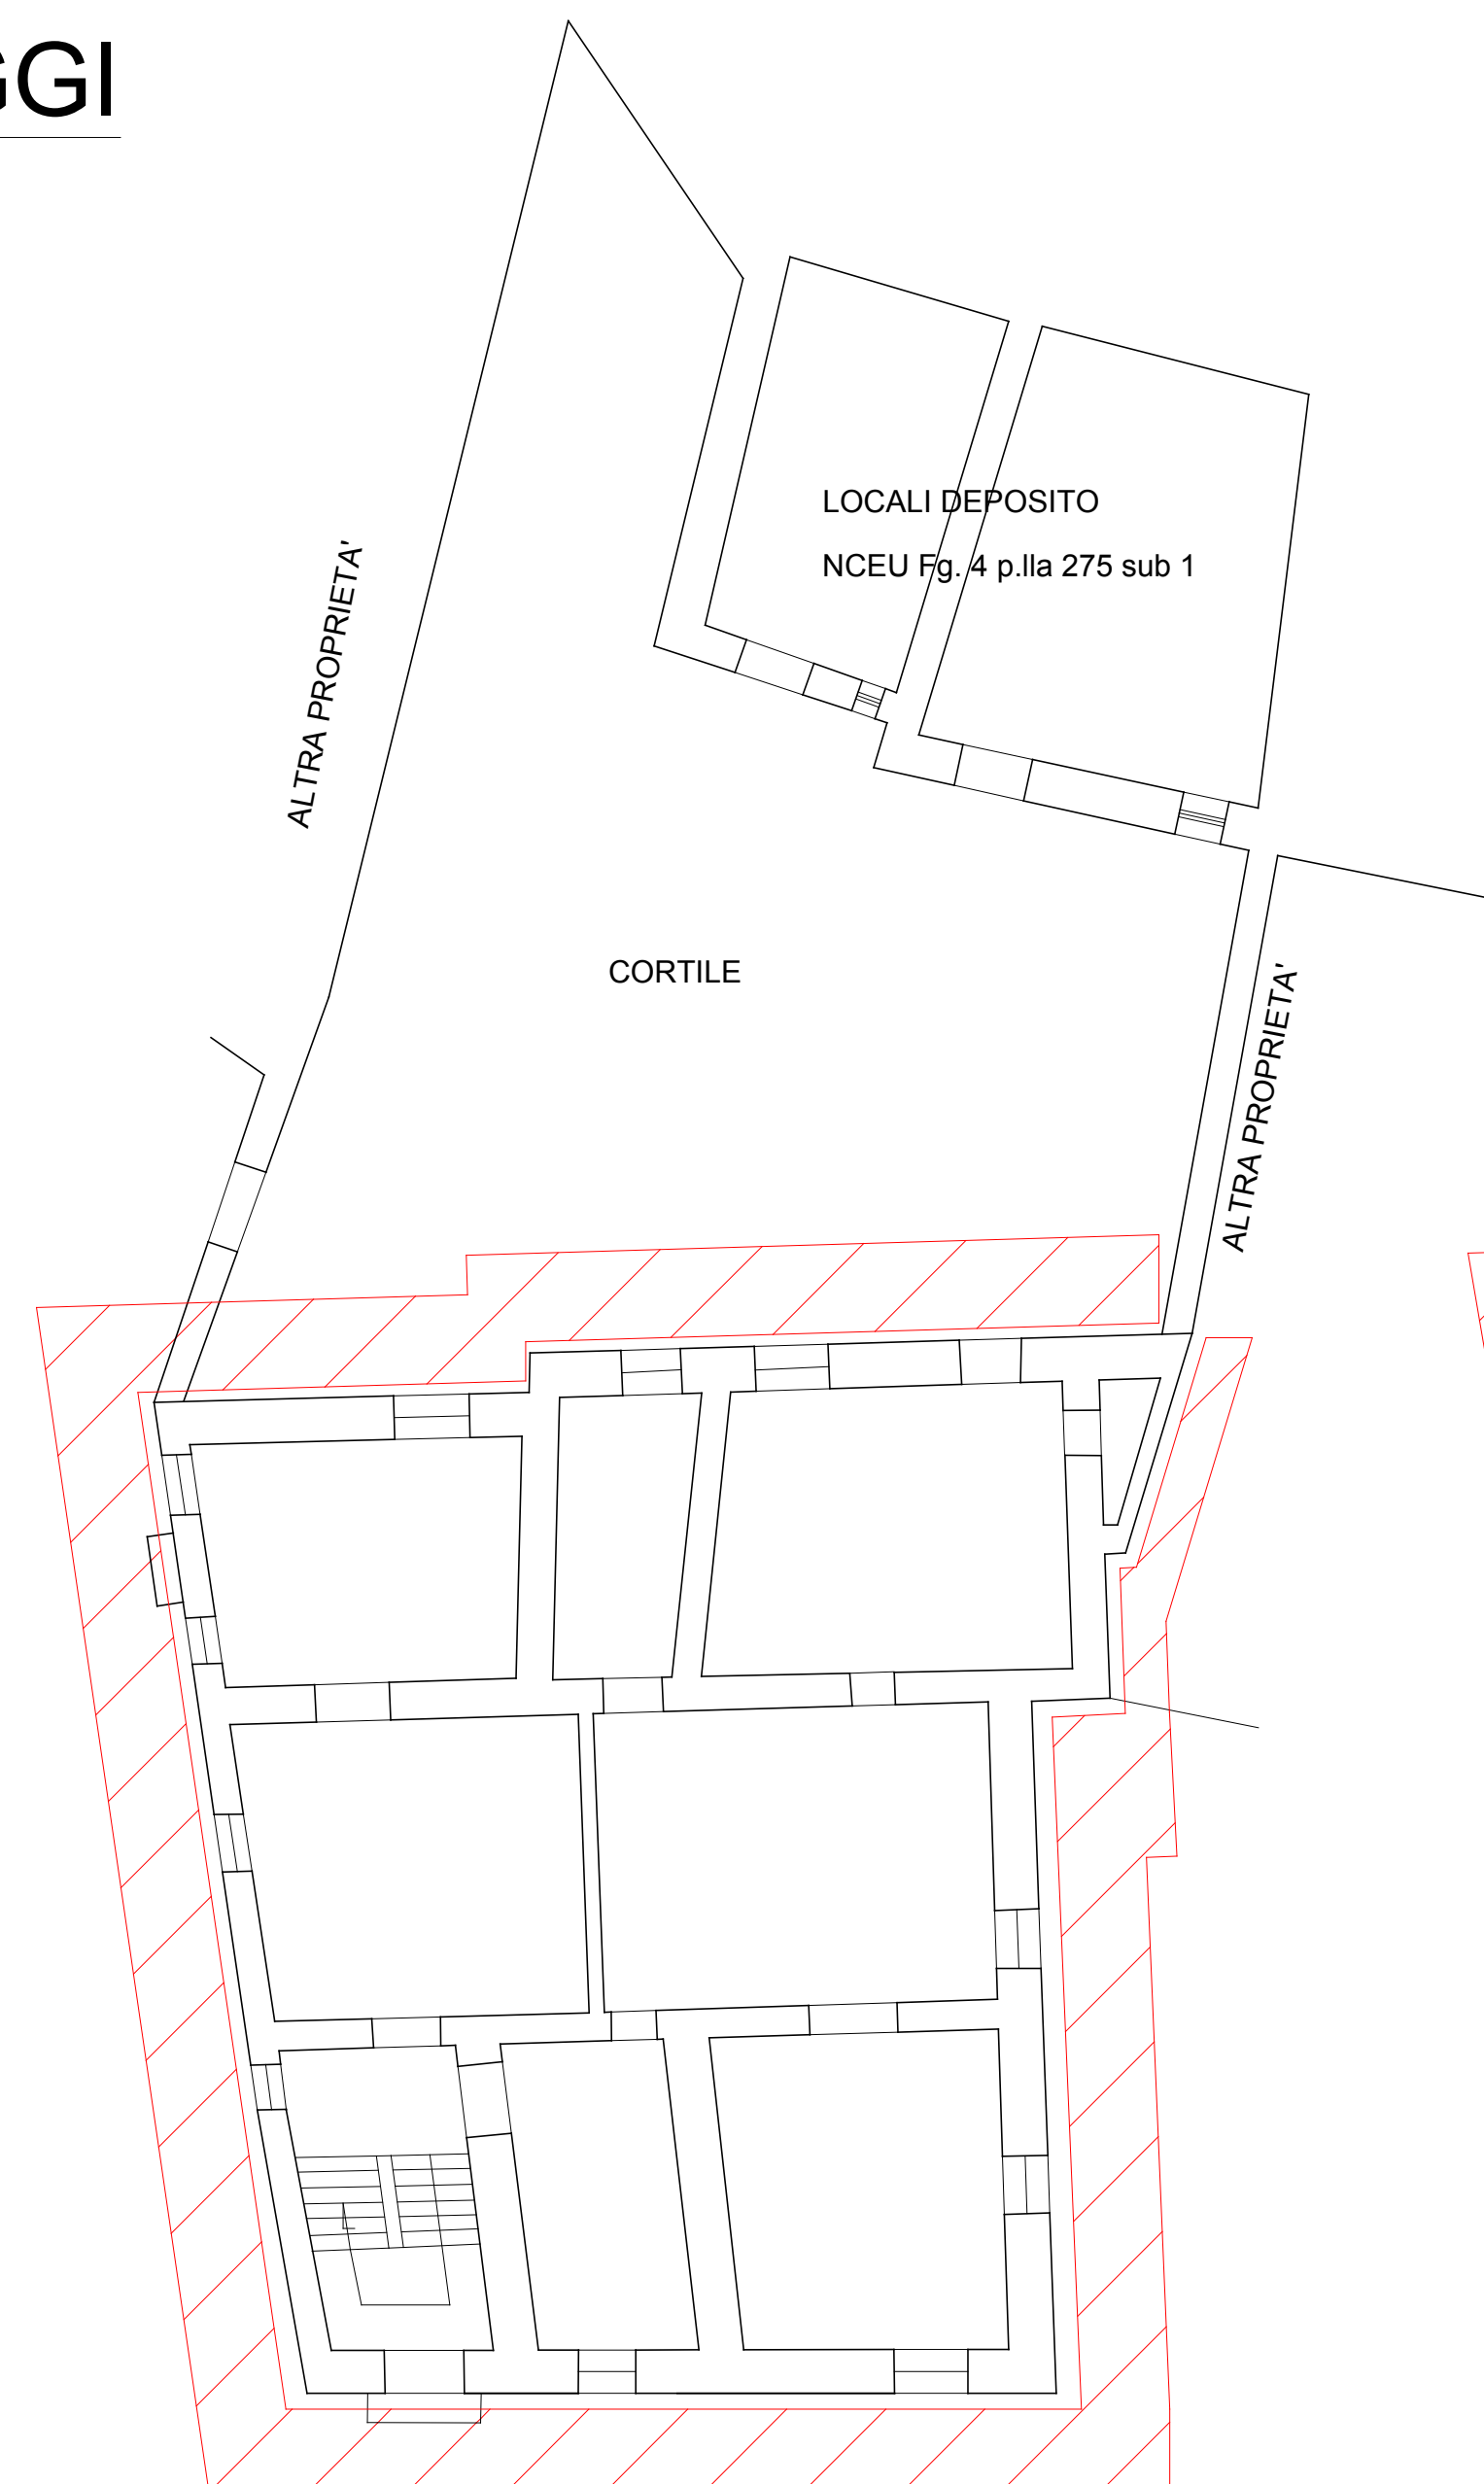 GGI
LOCALI DEPOSITO
NCEU Fg. 4 p.lla 275 sub 1
ALTRA PROPRIETA'
CORTILE
ALTRA PROPRIETA'